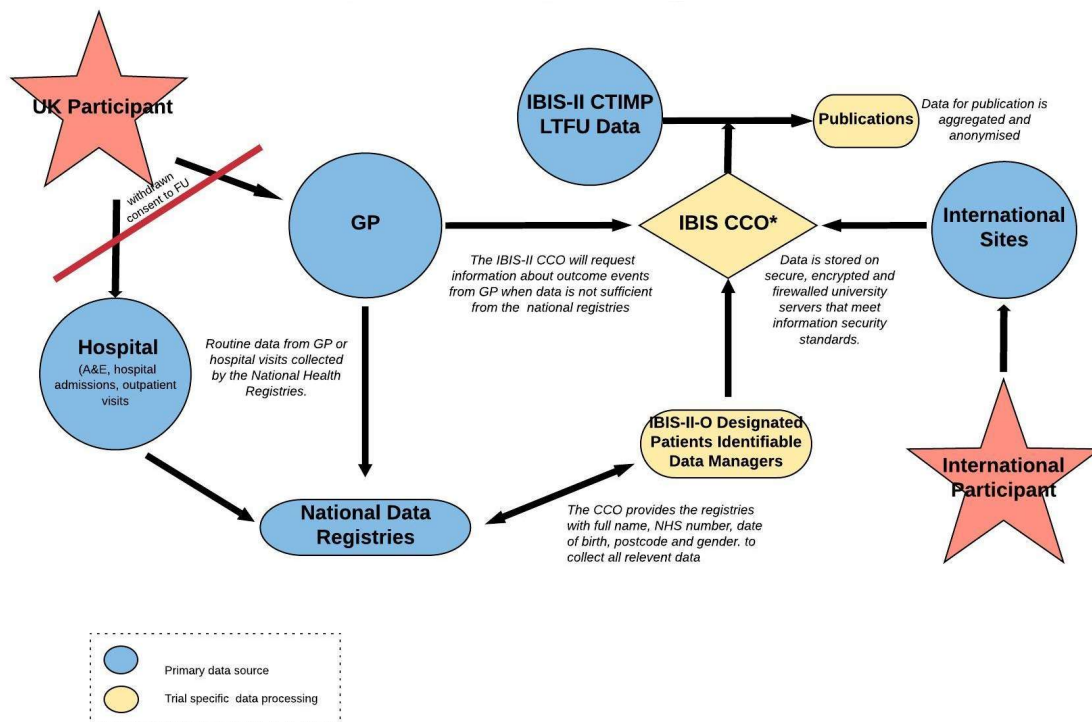 UK Participant
withdrawn
consent to FU
GP
Hospital
(A&E, hospital
admissions, outpatient
visits
Routine data from GP or
hospital visits collected
by the National Health
Registries.
National Data
Registries
IBIS-II CTIMP
LTFU Data
Publications
Data for publication is
aggregated and
anonymised
IBIS CCO*
The IBIS-II CCO will request
information about outcome events
from GP when data is not sufficient
from the national registries
Data is stored on
secure, encrypted and
firewalled university
servers that meet
information security
standards.
International
Sites
IBIS-II-O Designated
Patients Identifiable
Data Managers
The CCO provides the registries
with full name, NHS number, date
of birth, postcode and gender. to
collect all relevent data
International
Participant
Primary data source
Trial specific data processing